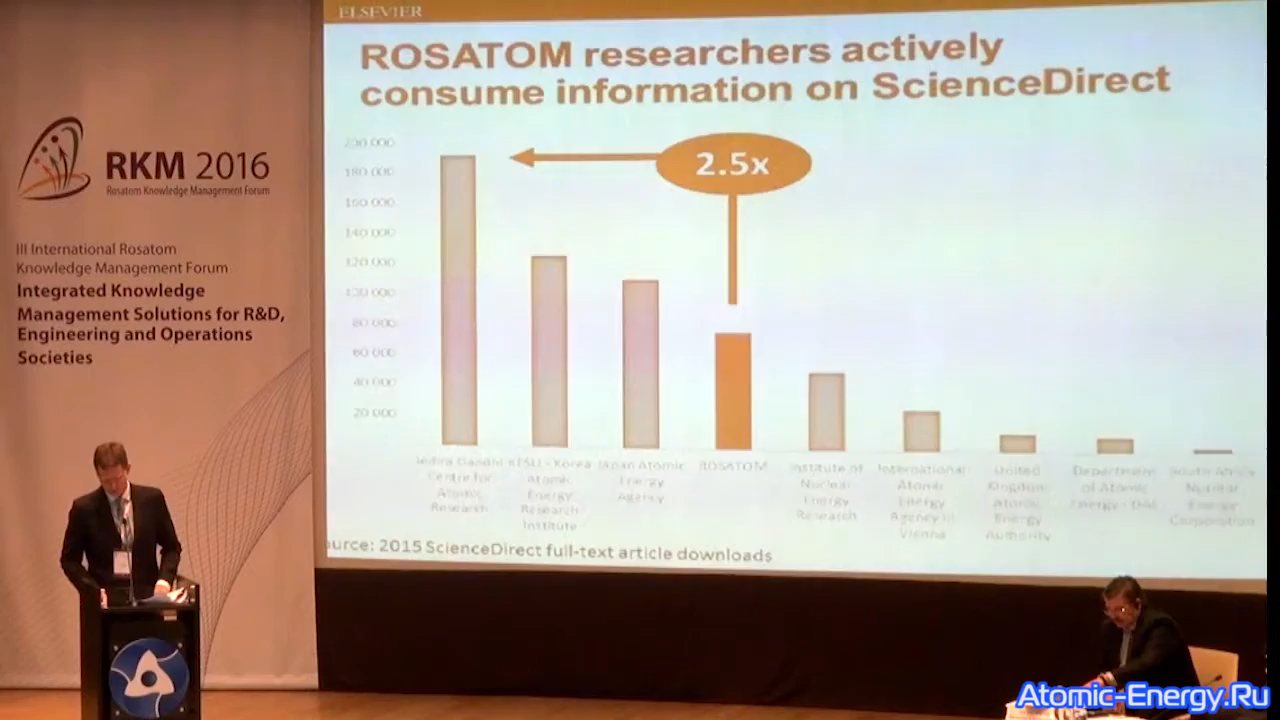 ELSEVIER
ROSATOM researchers actively
consume information on ScienceDirect
RKM 2016
Rosatom Knowledge Management Forum
III International Rosatom
Knowledge Management Forum
Integrated Knowledge
Management Solutions for R&D,
Engineering and Operations
Societies
2.5x
200 000
180 000
160 000
140 000
120 000
100 000
80 000
60 000
40 000
20 000
Indira Gandhi
Centre for
Atomic
Research
Korea
Atomic
Energy
Research
Institute
Japan Atomic
Energy
Agency
ROSATOM
Institute of
Nuclear
Energy
Research
International
Atomic
Energy
Agency in
Vienna
United
Kingdom
Atomic
Energy
Authority
Department
of Atomic
Energy - DAE
South Africa
Nuclear
Energy
Corporation
urce: 2015 ScienceDirect full-text article downloads
Atomic-Energy.Ru